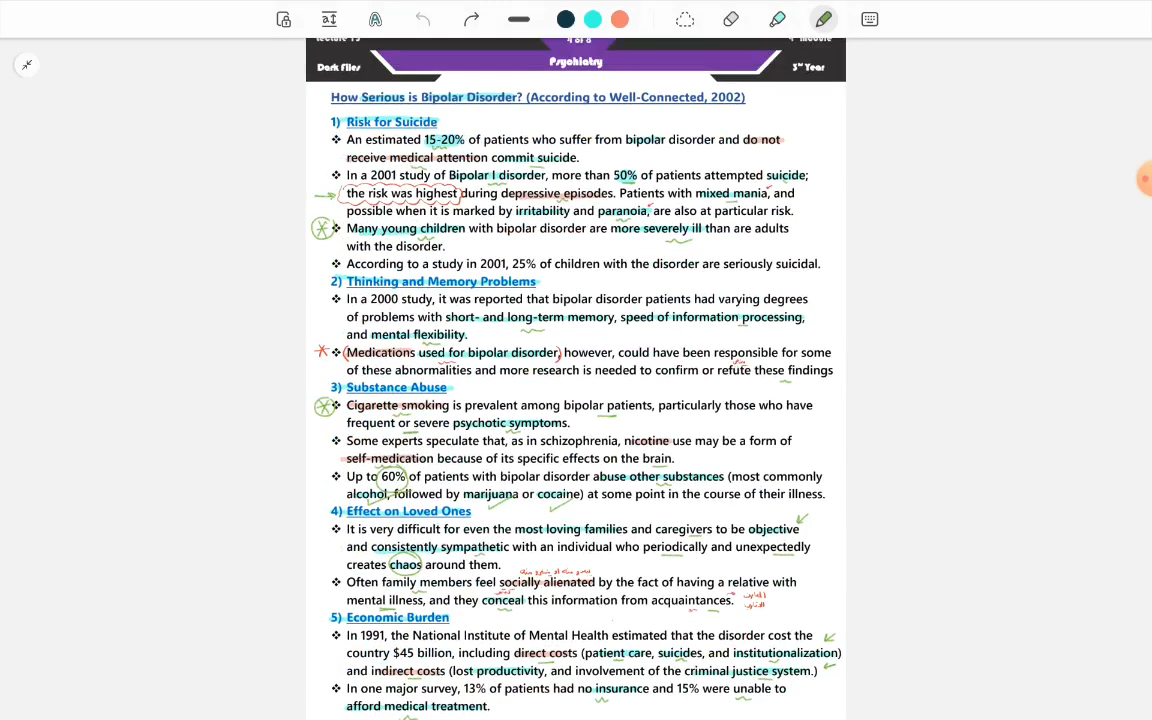 Lecture 13
4 of 8
4th Module
Dark Files
Psychiatry
3rd Year
How Serious is Bipolar Disorder? (According to Well-Connected, 2002)
1) Risk for Suicide
❖ An estimated 15-20% of patients who suffer from bipolar disorder and do not
receive medical attention commit suicide.
❖ In a 2001 study of Bipolar I disorder, more than 50% of patients attempted suicide;
the risk was highest during depressive episodes. Patients with mixed mania, and
possible when it is marked by irritability and paranoia, are also at particular risk.
❖ Many young children with bipolar disorder are more severely ill than are adults
with the disorder.
❖ According to a study in 2001, 25% of children with the disorder are seriously suicidal.
2) Thinking and Memory Problems
❖ In a 2000 study, it was reported that bipolar disorder patients had varying degrees
of problems with short- and long-term memory, speed of information processing,
and mental flexibility.
❖ (Medications used for bipolar disorder) however, could have been responsible for some
of these abnormalities and more research is needed to confirm or refute these findings
3) Substance Abuse
❖ Cigarette smoking is prevalent among bipolar patients, particularly those who have
frequent or severe psychotic symptoms.
❖ Some experts speculate that, as in schizophrenia, nicotine use may be a form of
self-medication because of its specific effects on the brain.
❖ Up to 60% of patients with bipolar disorder abuse other substances (most commonly
alcohol, followed by marijuana or cocaine) at some point in the course of their illness.
4) Effect on Loved Ones
❖ It is very difficult for even the most loving families and caregivers to be objective
and consistently sympathetic with an individual who periodically and unexpectedly
creates chaos around them.
❖ Often family members feel socially alienated by the fact of having a relative with
mental illness, and they conceal this information from acquaintances.
5) Economic Burden
❖ In 1991, the National Institute of Mental Health estimated that the disorder cost the
country $45 billion, including direct costs (patient care, suicides, and institutionalization)
and indirect costs (lost productivity, and involvement of the criminal justice system.)
❖ In one major survey, 13% of patients had no insurance and 15% were unable to
afford medical treatment.